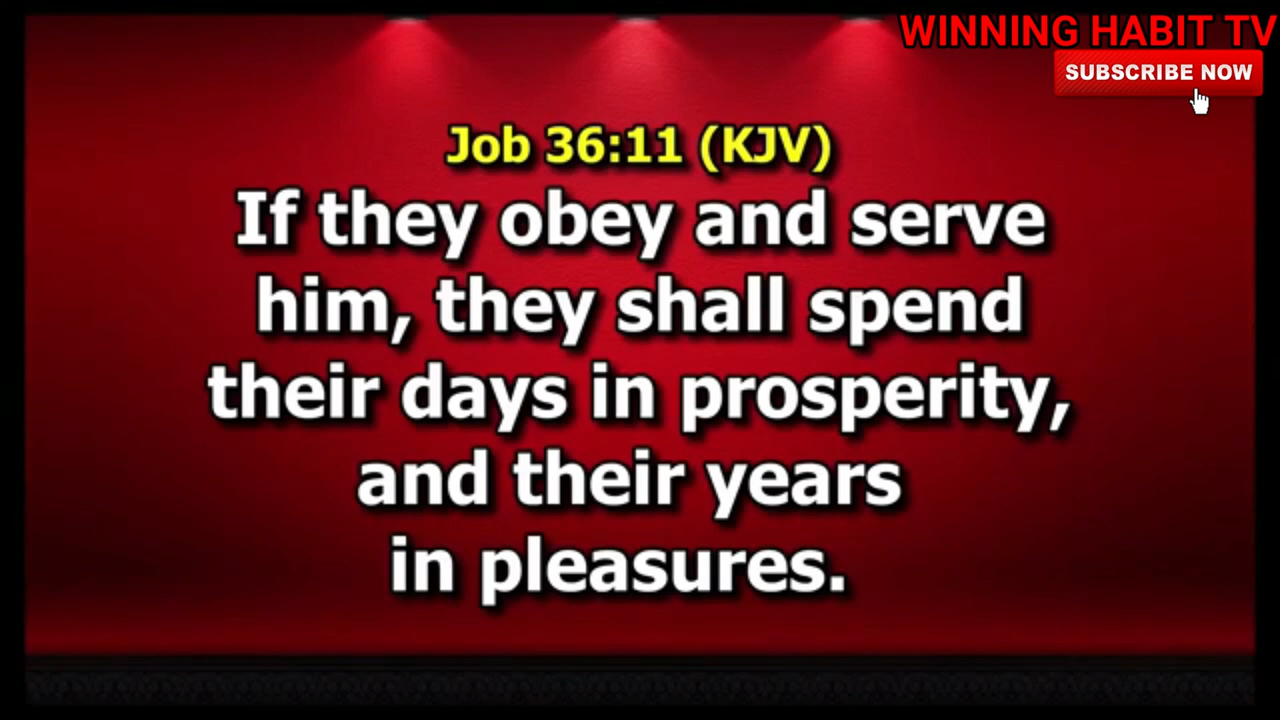 WINNING HABIT TV
SUBSCRIBE NOW
Job 36:11 (KJV)
If they obey and serve
him, they shall spend
their days in prosperity,
and their years
in pleasures.